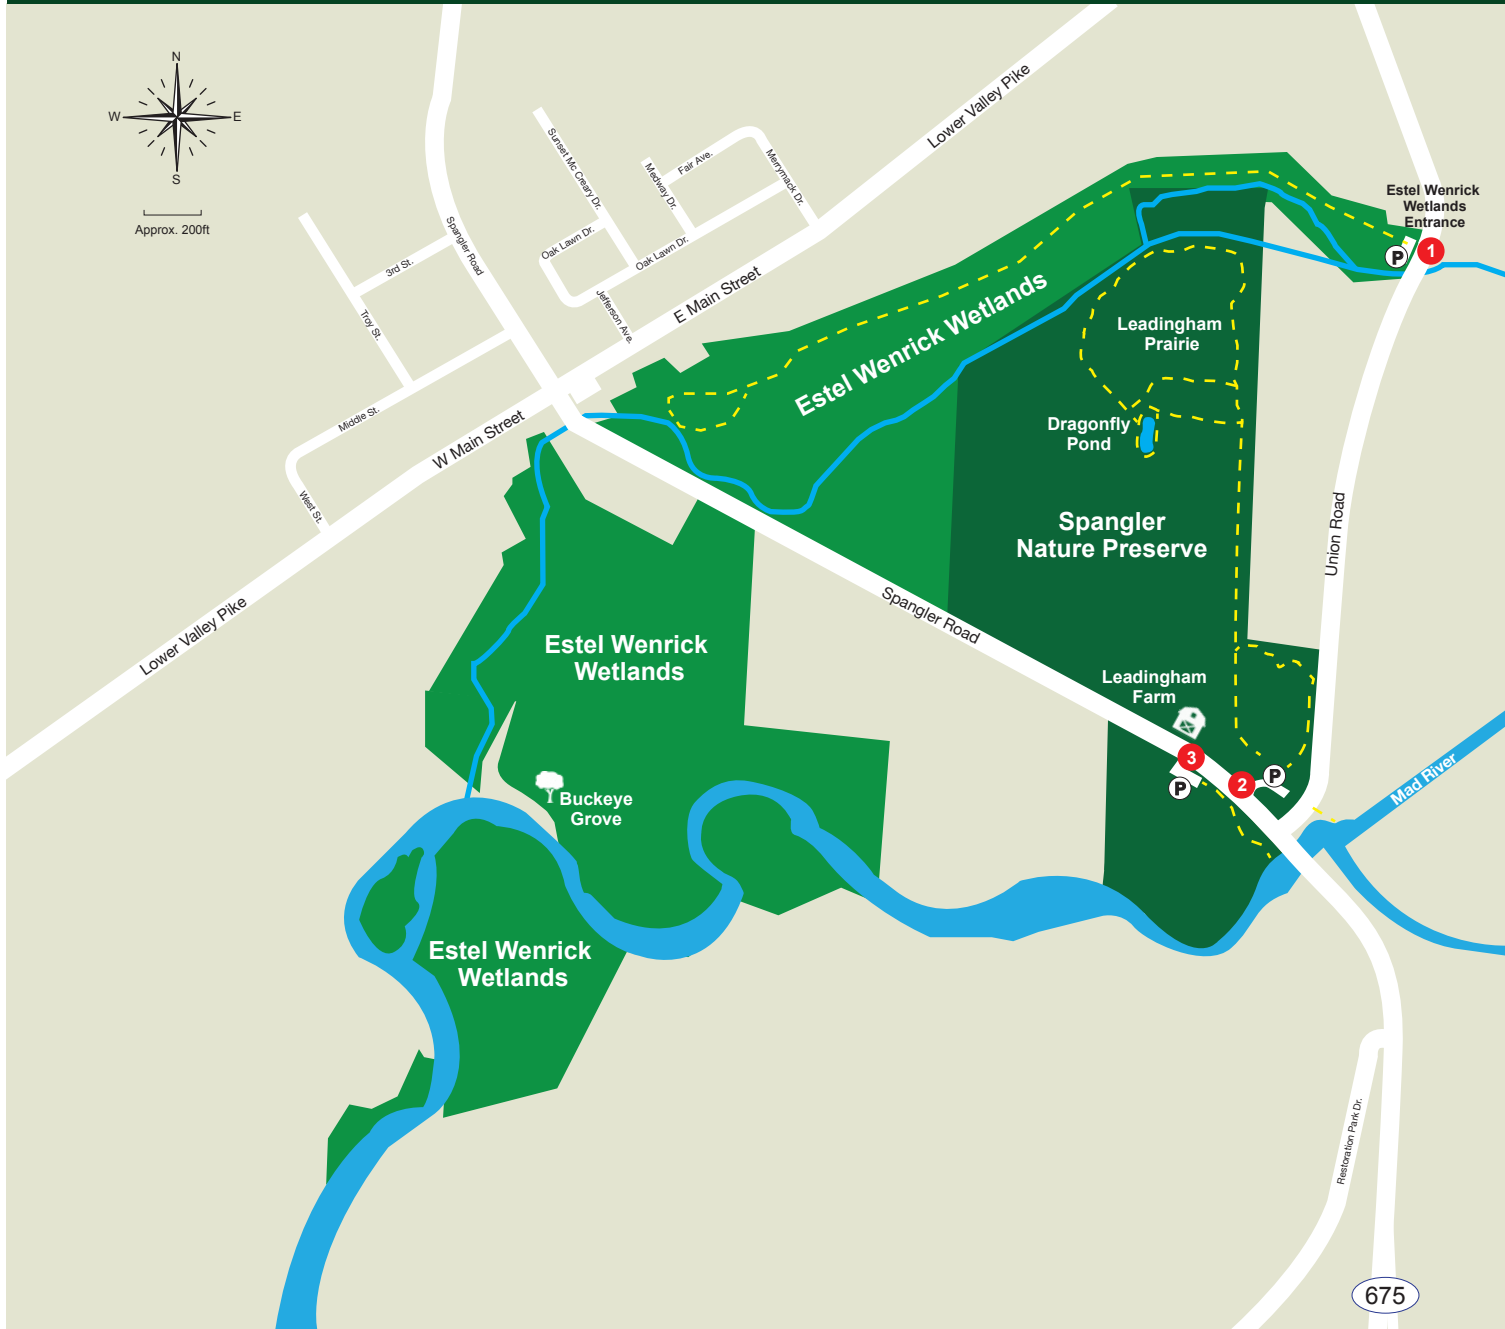 N
W
E
S
Approx. 200ft
Lower Valley Pike
Sunset Mc Creary Dr.
Medway Dr.
Fair Ave.
Merrymack Dr.
Spangler Road
Oak Lawn Dr.
Oak Lawn Dr.
3rd St.
Jefferson Ave.
E Main Street
Troy St.
Middle St.
W Main Street
West St.
Lower Valley Pike
Estel Wenrick
Wetlands
Entrance
P
1
Estel Wenrick Wetlands
Leadingham
Prairie
Dragonfly
Pond
Spangler
Nature Preserve
Union Road
Spangler Road
Estel Wenrick
Wetlands
Leadingham
Farm
3
P
2
P
Mad River
Buckeye
Grove
Estel Wenrick
Wetlands
Restoration Park Dr.
675